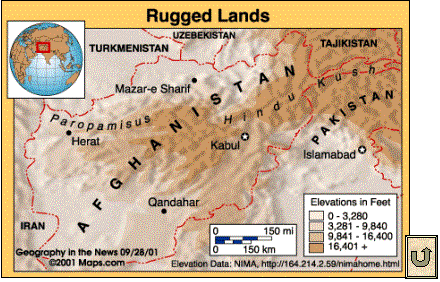 Rugged Lands
UZBEKISTAN
TURKMENISTAN
TAJIKISTAN
Mazar-e Sharif
AFGHANISTAN
Hindu Kush
Paropamisus
PAKISTAN
Herat
Kabul
Islamabad
Qandahar
IRAN
Elevations in Feet
0 - 3,280
3,281 - 9,840
9,841 - 16,400
16,401 +
0 150 mi
0 150 km
Geography in the News 09/28/01
©2001 Maps.com
Elevation Data: NIMA, http://164.214.2.59/nimahome.html